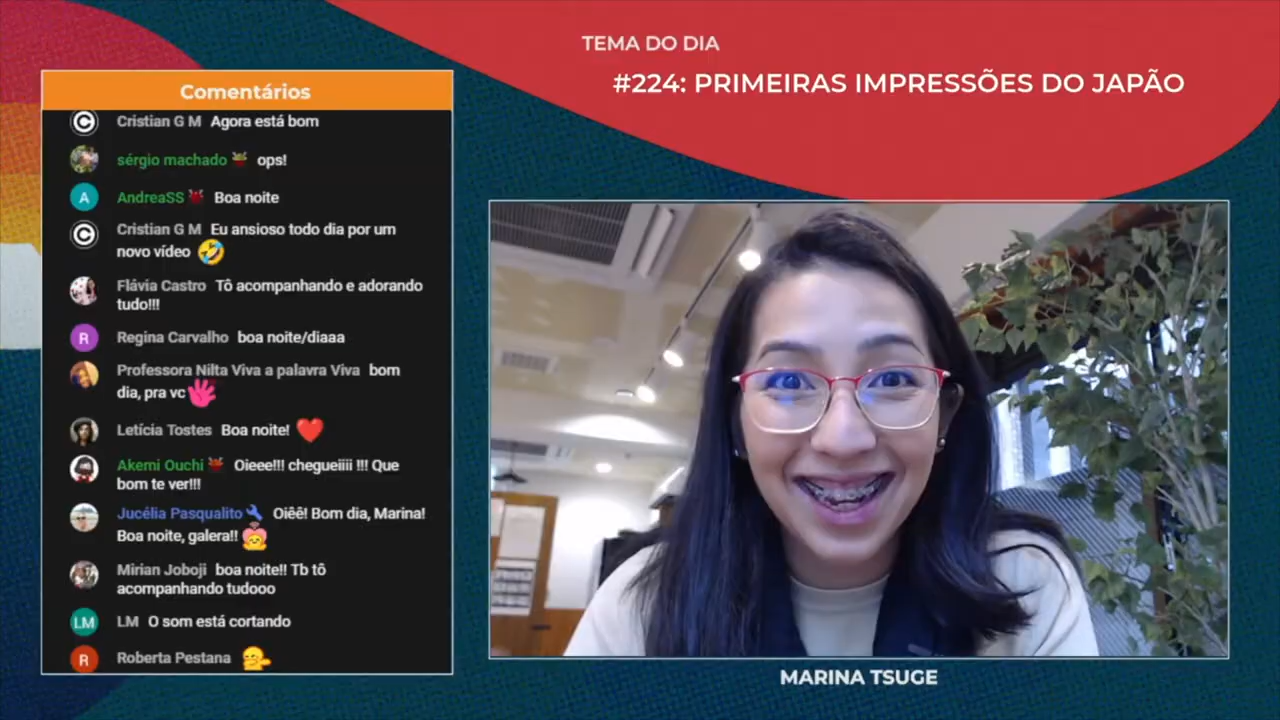 TEMA DO DIA
#224: PRIMEIRAS IMPRESSÕES DO JAPÃO
Comentários
Cristian G M Agora está bom
sérgio machado ops!
A AndreaSS Boa noite
Cristian G M Eu ansioso todo dia por um
novo vídeo 🤣
Flávia Castro Tô acompanhando e adorando
tudo!!!
R Regina Carvalho boa noite/diaaa
Professora Nilta Viva a palavra Viva bom
dia, pra vc
Letícia Tostes Boa noite! ❤️
Akemi Ouchi Oieee!!! chegueiiii !!! Que
bom te ver!!!
Jucélia Pasqualito Oiêê! Bom dia, Marina!
Boa noite, galera!!
Mirian Joboji boa noite!! Tb tô
acompanhando tudooo
LM LM O som está cortando
R Roberta Pestana
MARINA TSUGE